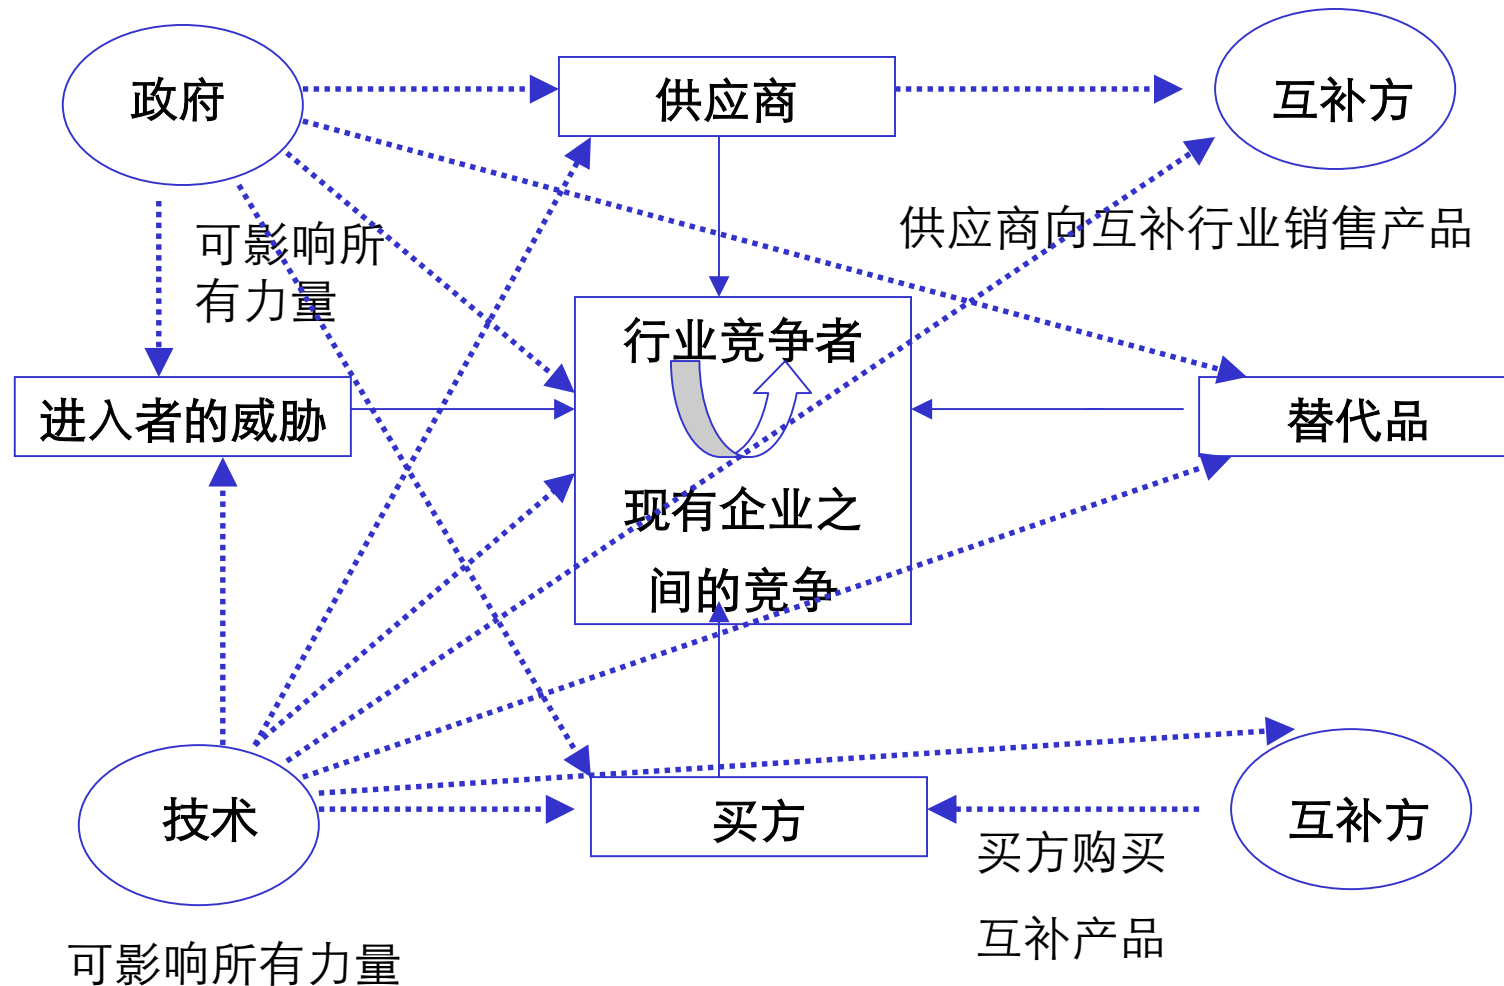 政府
供应商
互补方
可影响所
有力量
供应商向互补行业销售产品
行业竞争者
进入者的威胁
替代品
现有企业之
间的竞争
技术
买方
互补方
买方购买
互补产品
可影响所有力量